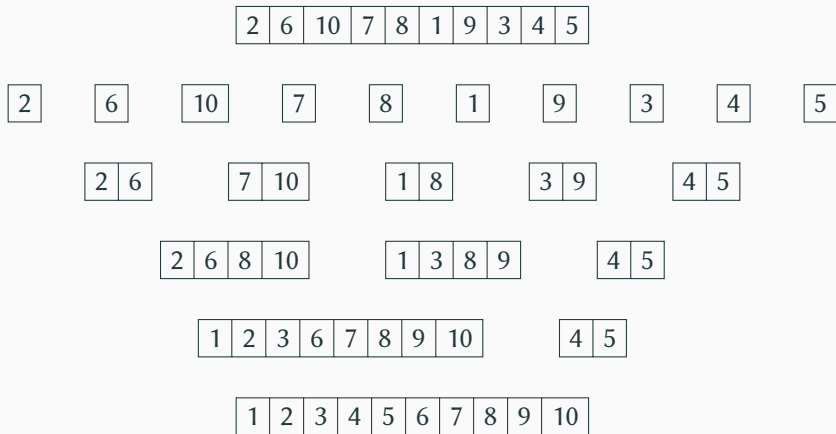 2 6 10 7 8 1 9 3 4 5
2 6 10 7 8 1 9 3 4 5
2 6 7 10 1 8 3 9 4 5
2 6 8 10 1 3 8 9 4 5
1 2 3 6 7 8 9 10 4 5
1 2 3 4 5 6 7 8 9 10